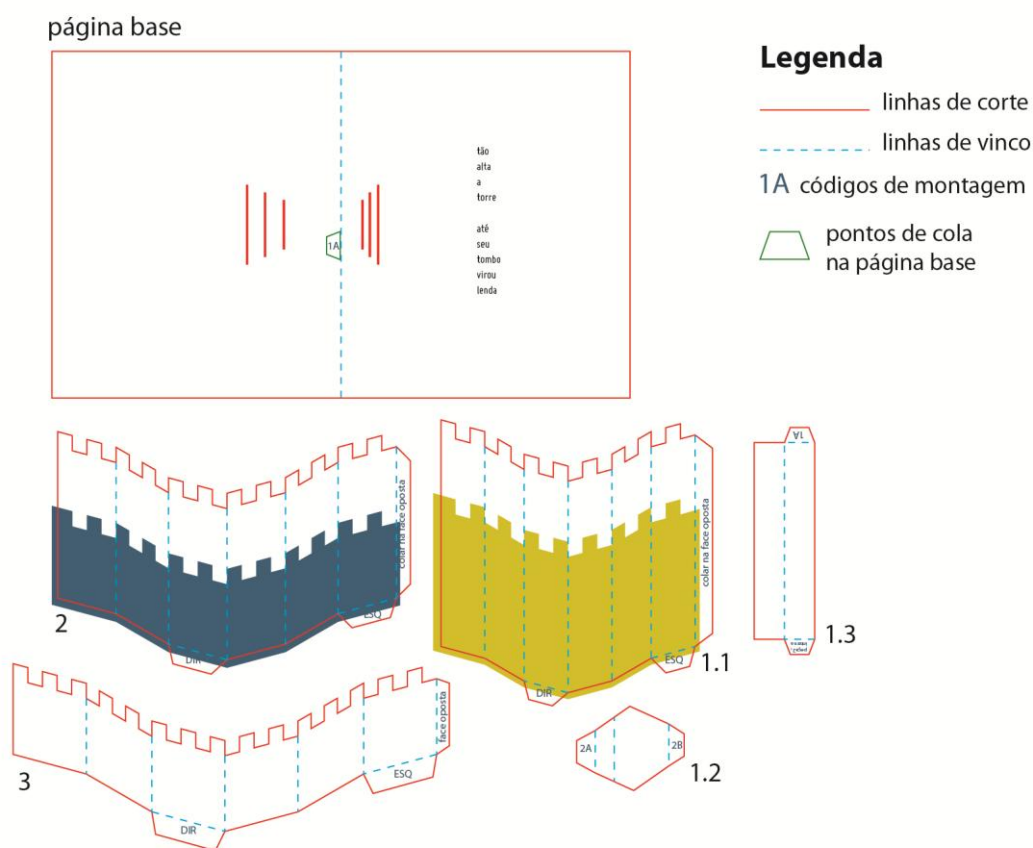 página base
1A
tão
alta
a
torre
até
seu
tombo
virou
lenda
Legenda
linhas de corte
linhas de vinco
1A códigos de montagem
pontos de cola
na página base
colar na face oposta
ESQ
DIR
2
colar na face oposta
ESQ
DIR
1.1
1A
1.3
face oposta
ESQ
DIR
3
2A
2B
1.2